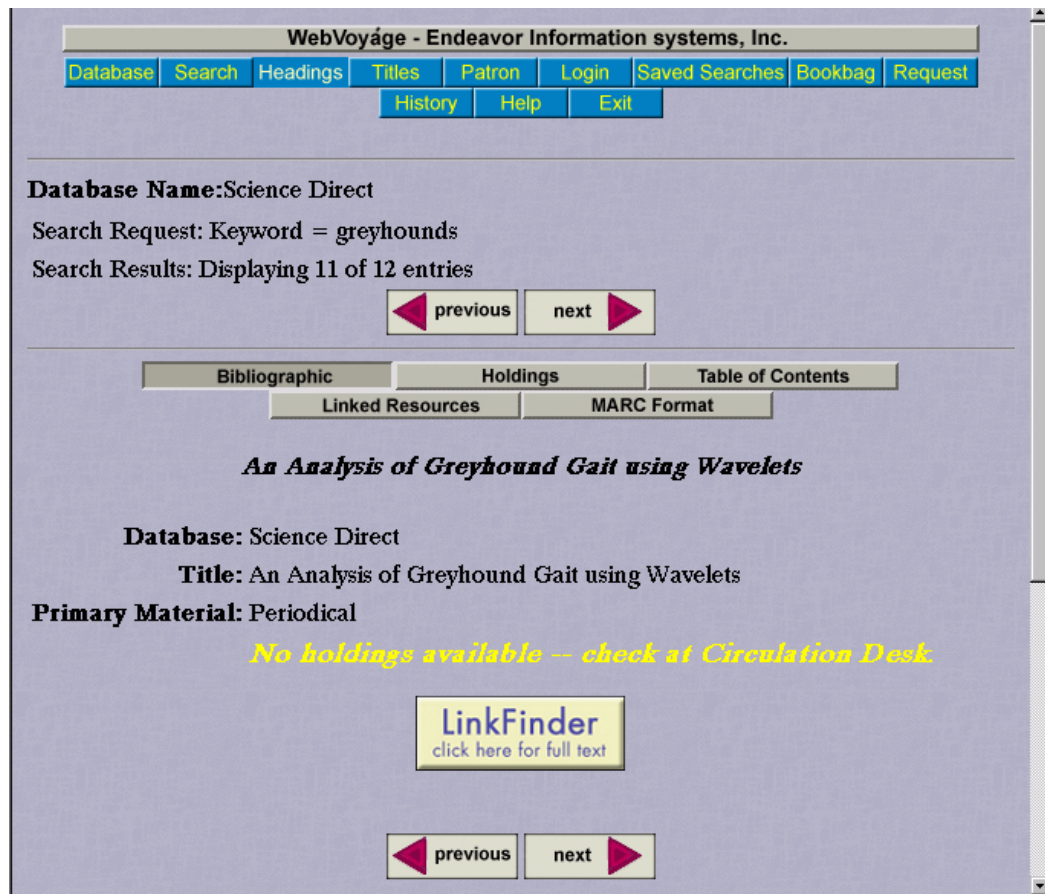 WebVoyáge - Endeavor Information systems, Inc.
Database Search Headings Titles Patron Login Saved Searches Bookbag Request
History Help Exit
Database Name:Science Direct
Search Request: Keyword = greyhounds
Search Results: Displaying 11 of 12 entries
previous next
Bibliographic Holdings Table of Contents
Linked Resources MARC Format
An Analysis of Greyhound Gait using Wavelets
Database: Science Direct
Title: An Analysis of Greyhound Gait using Wavelets
Primary Material: Periodical
No holdings available -- check at Circulation Desk.
LinkFinder
click here for full text
previous next